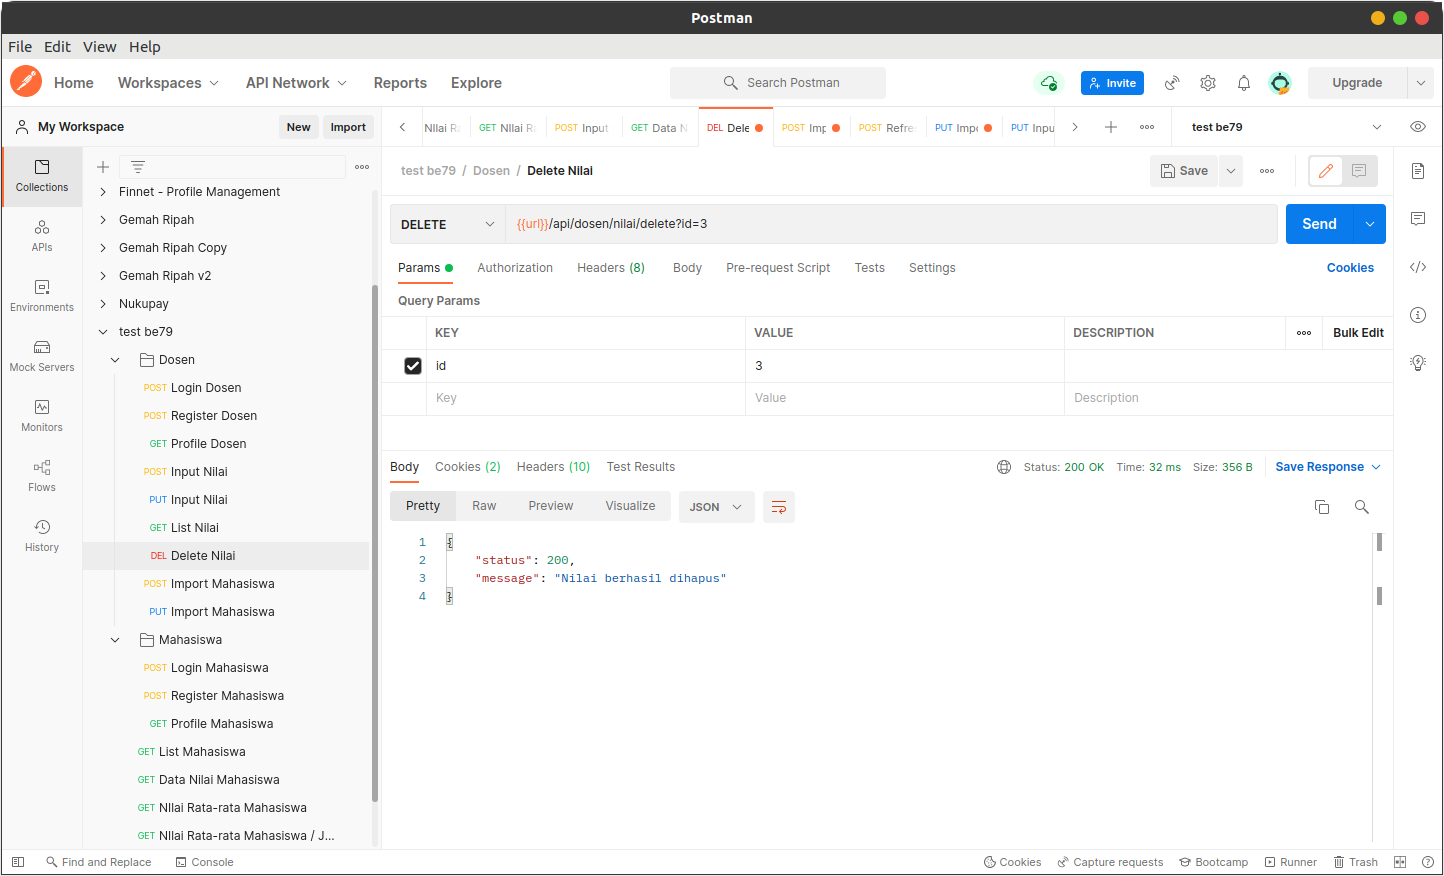 Postman
File Edit View Help
Home Workspaces API Network Reports Explore Search Postman Invite Upgrade
My Workspace New Import
NIlai Ra GET NIlai Ra POST Input GET Data N DEL Dele POST Imp POST Refre PUT Impo PUT Inpu test be79
Collections
APIs
Environments
Mock Servers
Monitors
Flows
History
Finnet - Profile Management
Gemah Ripah
Gemah Ripah Copy
Gemah Ripah v2
Nukupay
test be79
Dosen
POST Login Dosen
POST Register Dosen
GET Profile Dosen
POST Input Nilai
PUT Input Nilai
GET List Nilai
DEL Delete Nilai
POST Import Mahasiswa
PUT Import Mahasiswa
Mahasiswa
POST Login Mahasiswa
POST Register Mahasiswa
GET Profile Mahasiswa
GET List Mahasiswa
GET Data Nilai Mahasiswa
GET NIlai Rata-rata Mahasiswa
GET NIlai Rata-rata Mahasiswa / J...
test be79 / Dosen / Delete Nilai Save
DELETE {{url}}/api/dosen/nilai/delete?id=3 Send
Params Authorization Headers (8) Body Pre-request Script Tests Settings Cookies
Query Params
KEY VALUE DESCRIPTION Bulk Edit
id 3
Key Value Description
Body Cookies (2) Headers (10) Test Results Status: 200 OK Time: 32 ms Size: 356 B Save Response
Pretty Raw Preview Visualize JSON
1 {
2 "status": 200,
3 "message": "Nilai berhasil dihapus"
4 }
Find and Replace Console Cookies Capture requests Bootcamp Runner Trash